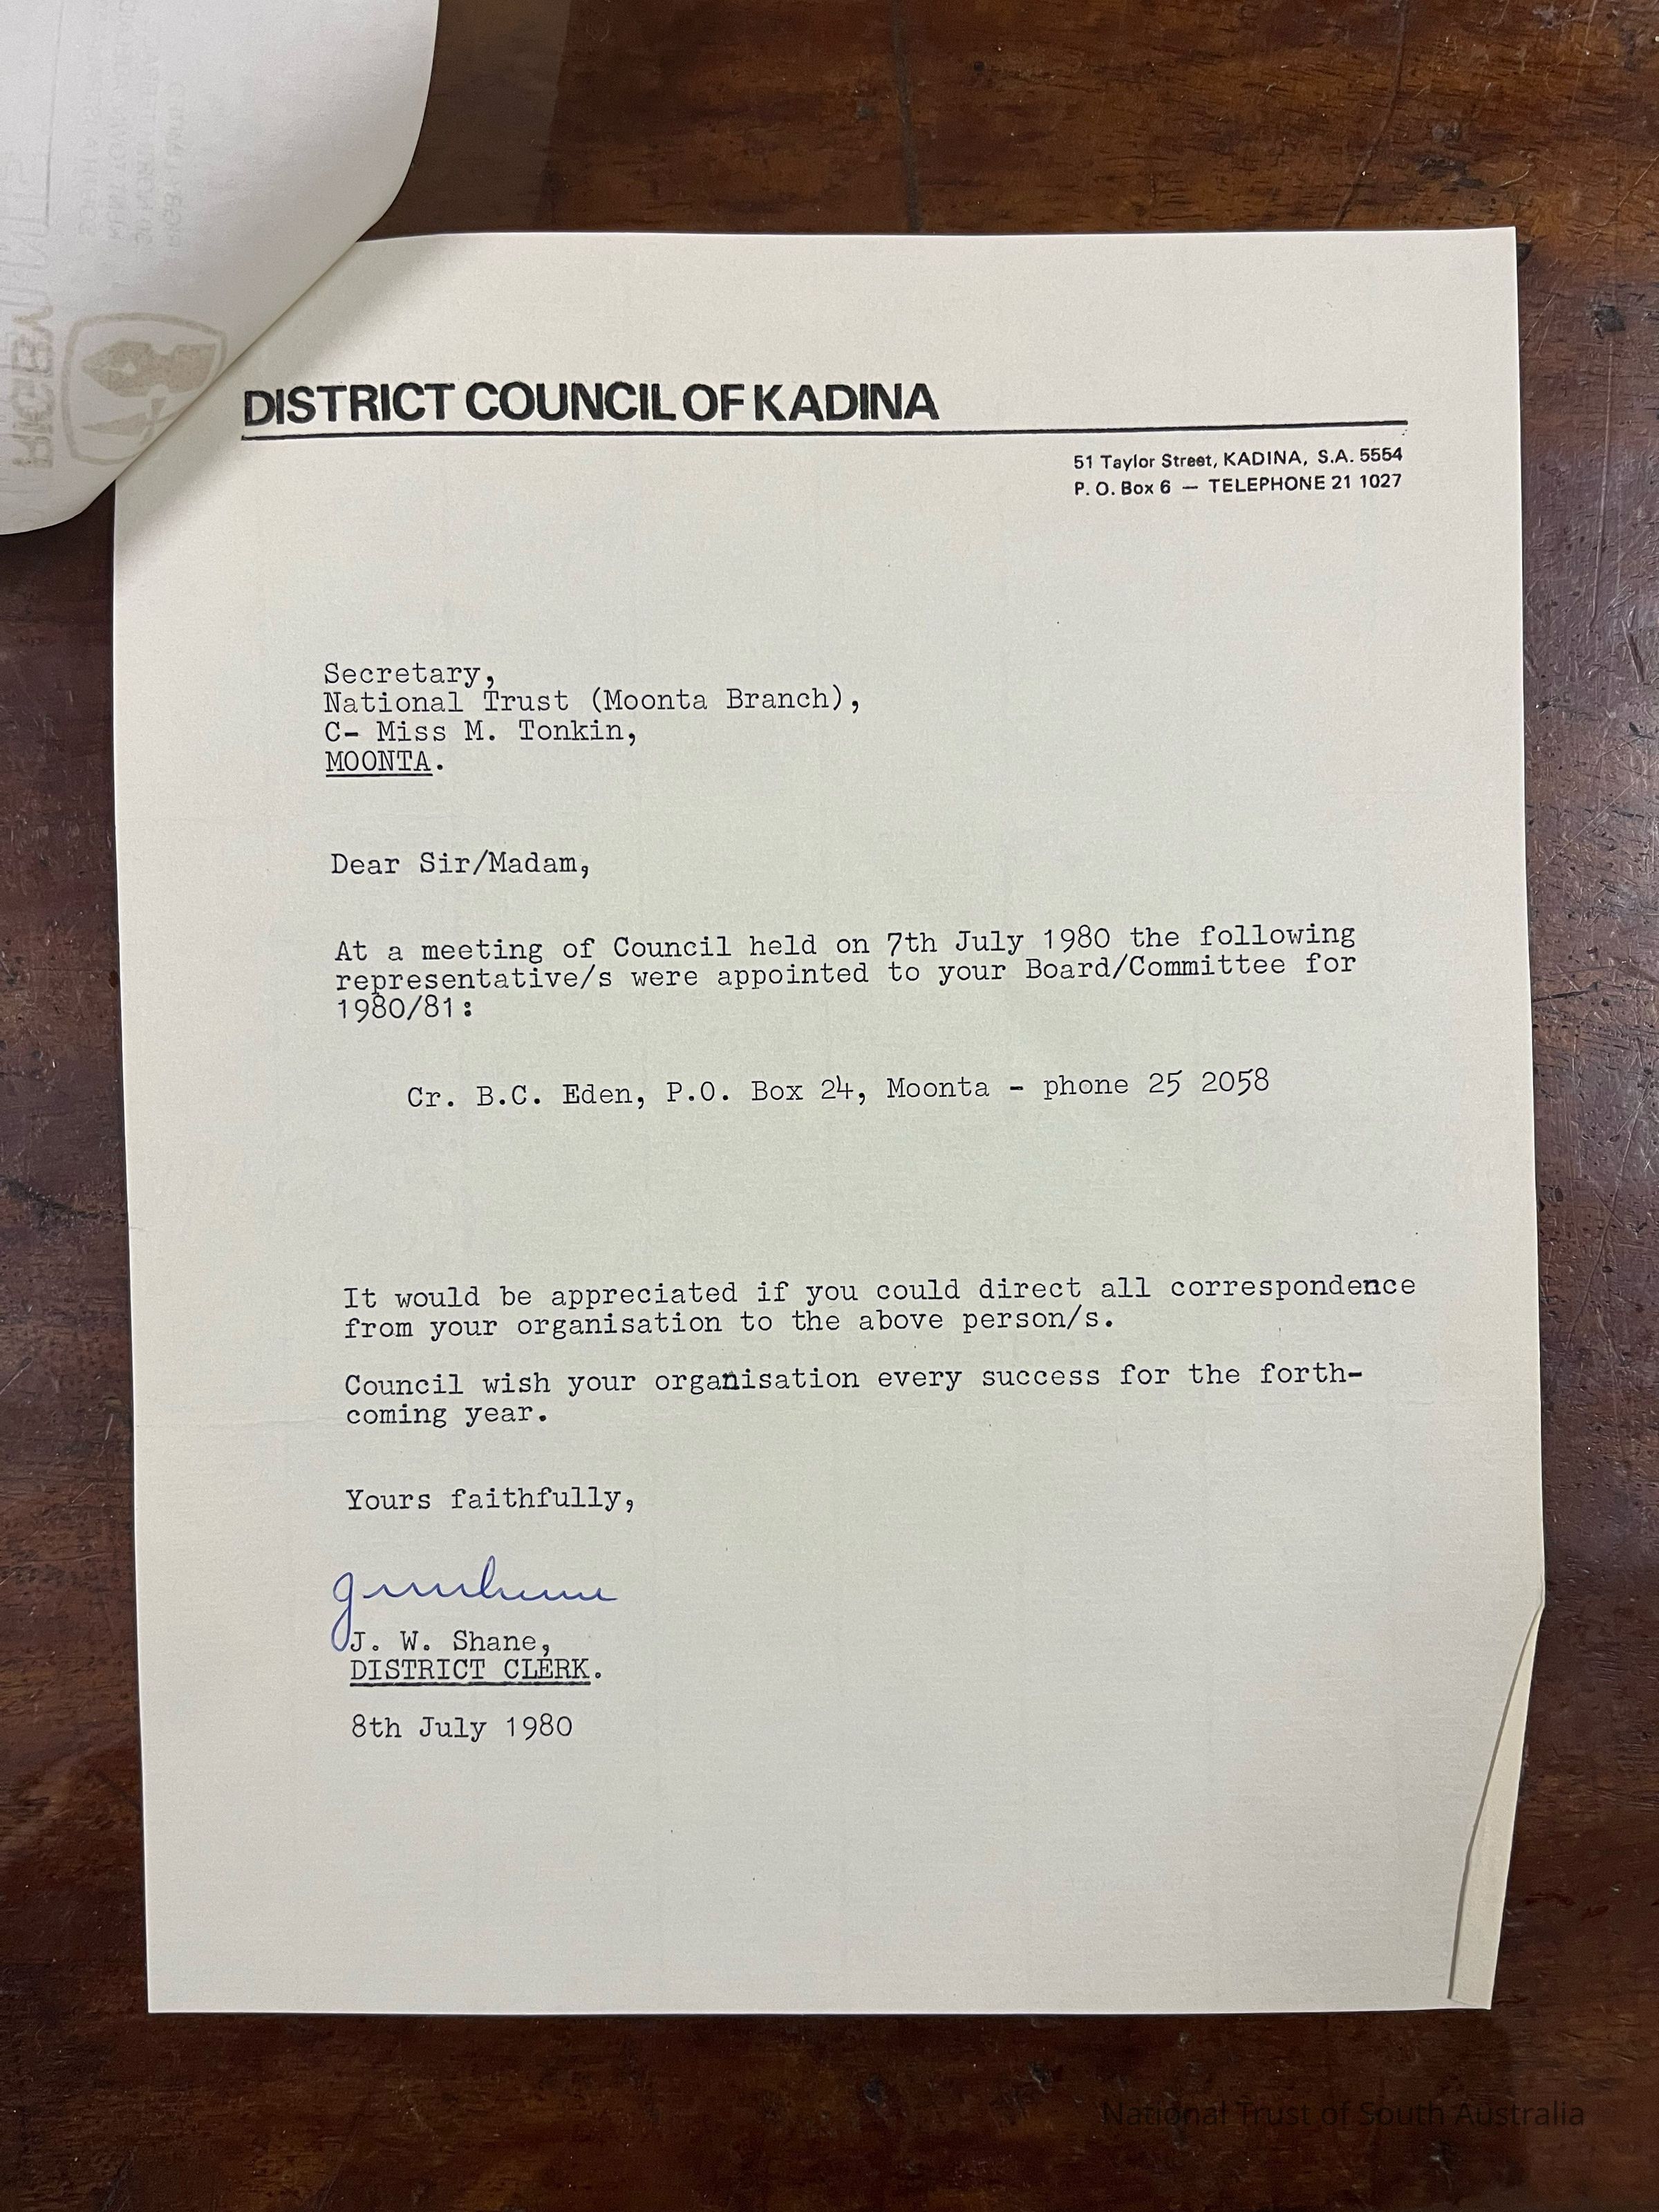 DISTRICT COUNCIL OF KADINA
51 Taylor Street, KADINA, S.A. 5554
P. O. Box 6 — TELEPHONE 21 1027
Secretary,
National Trust (Moonta Branch),
C- Miss M. Tonkin,
MOONTA.
Dear Sir/Madam,
At a meeting of Council held on 7th July 1980 the following
representative/s were appointed to your Board/Committee for
1980/81:
Cr. B.C. Eden, P.O. Box 24, Moonta - phone 25 2058
It would be appreciated if you could direct all correspondence
from your organisation to the above person/s.
Council wish your organisation every success for the forth-
coming year.
Yours faithfully,
J. W. Shane,
DISTRICT CLERK.
8th July 1980
RIGBY
National Trust of South Australia